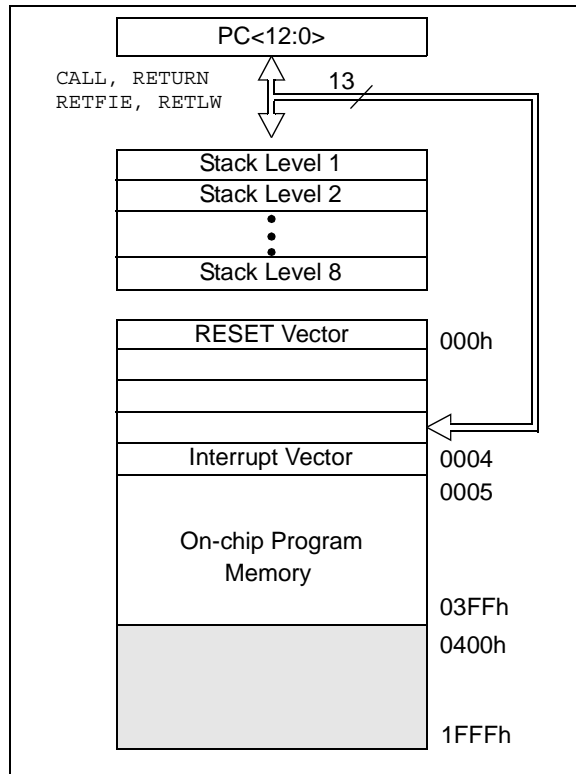 PC<12:0>
CALL, RETURN
RETFIE, RETLW
13
Stack Level 1
Stack Level 2
Stack Level 8
RESET Vector
000h
Interrupt Vector
0004
0005
On-chip Program
Memory
03FFh
0400h
1FFFh